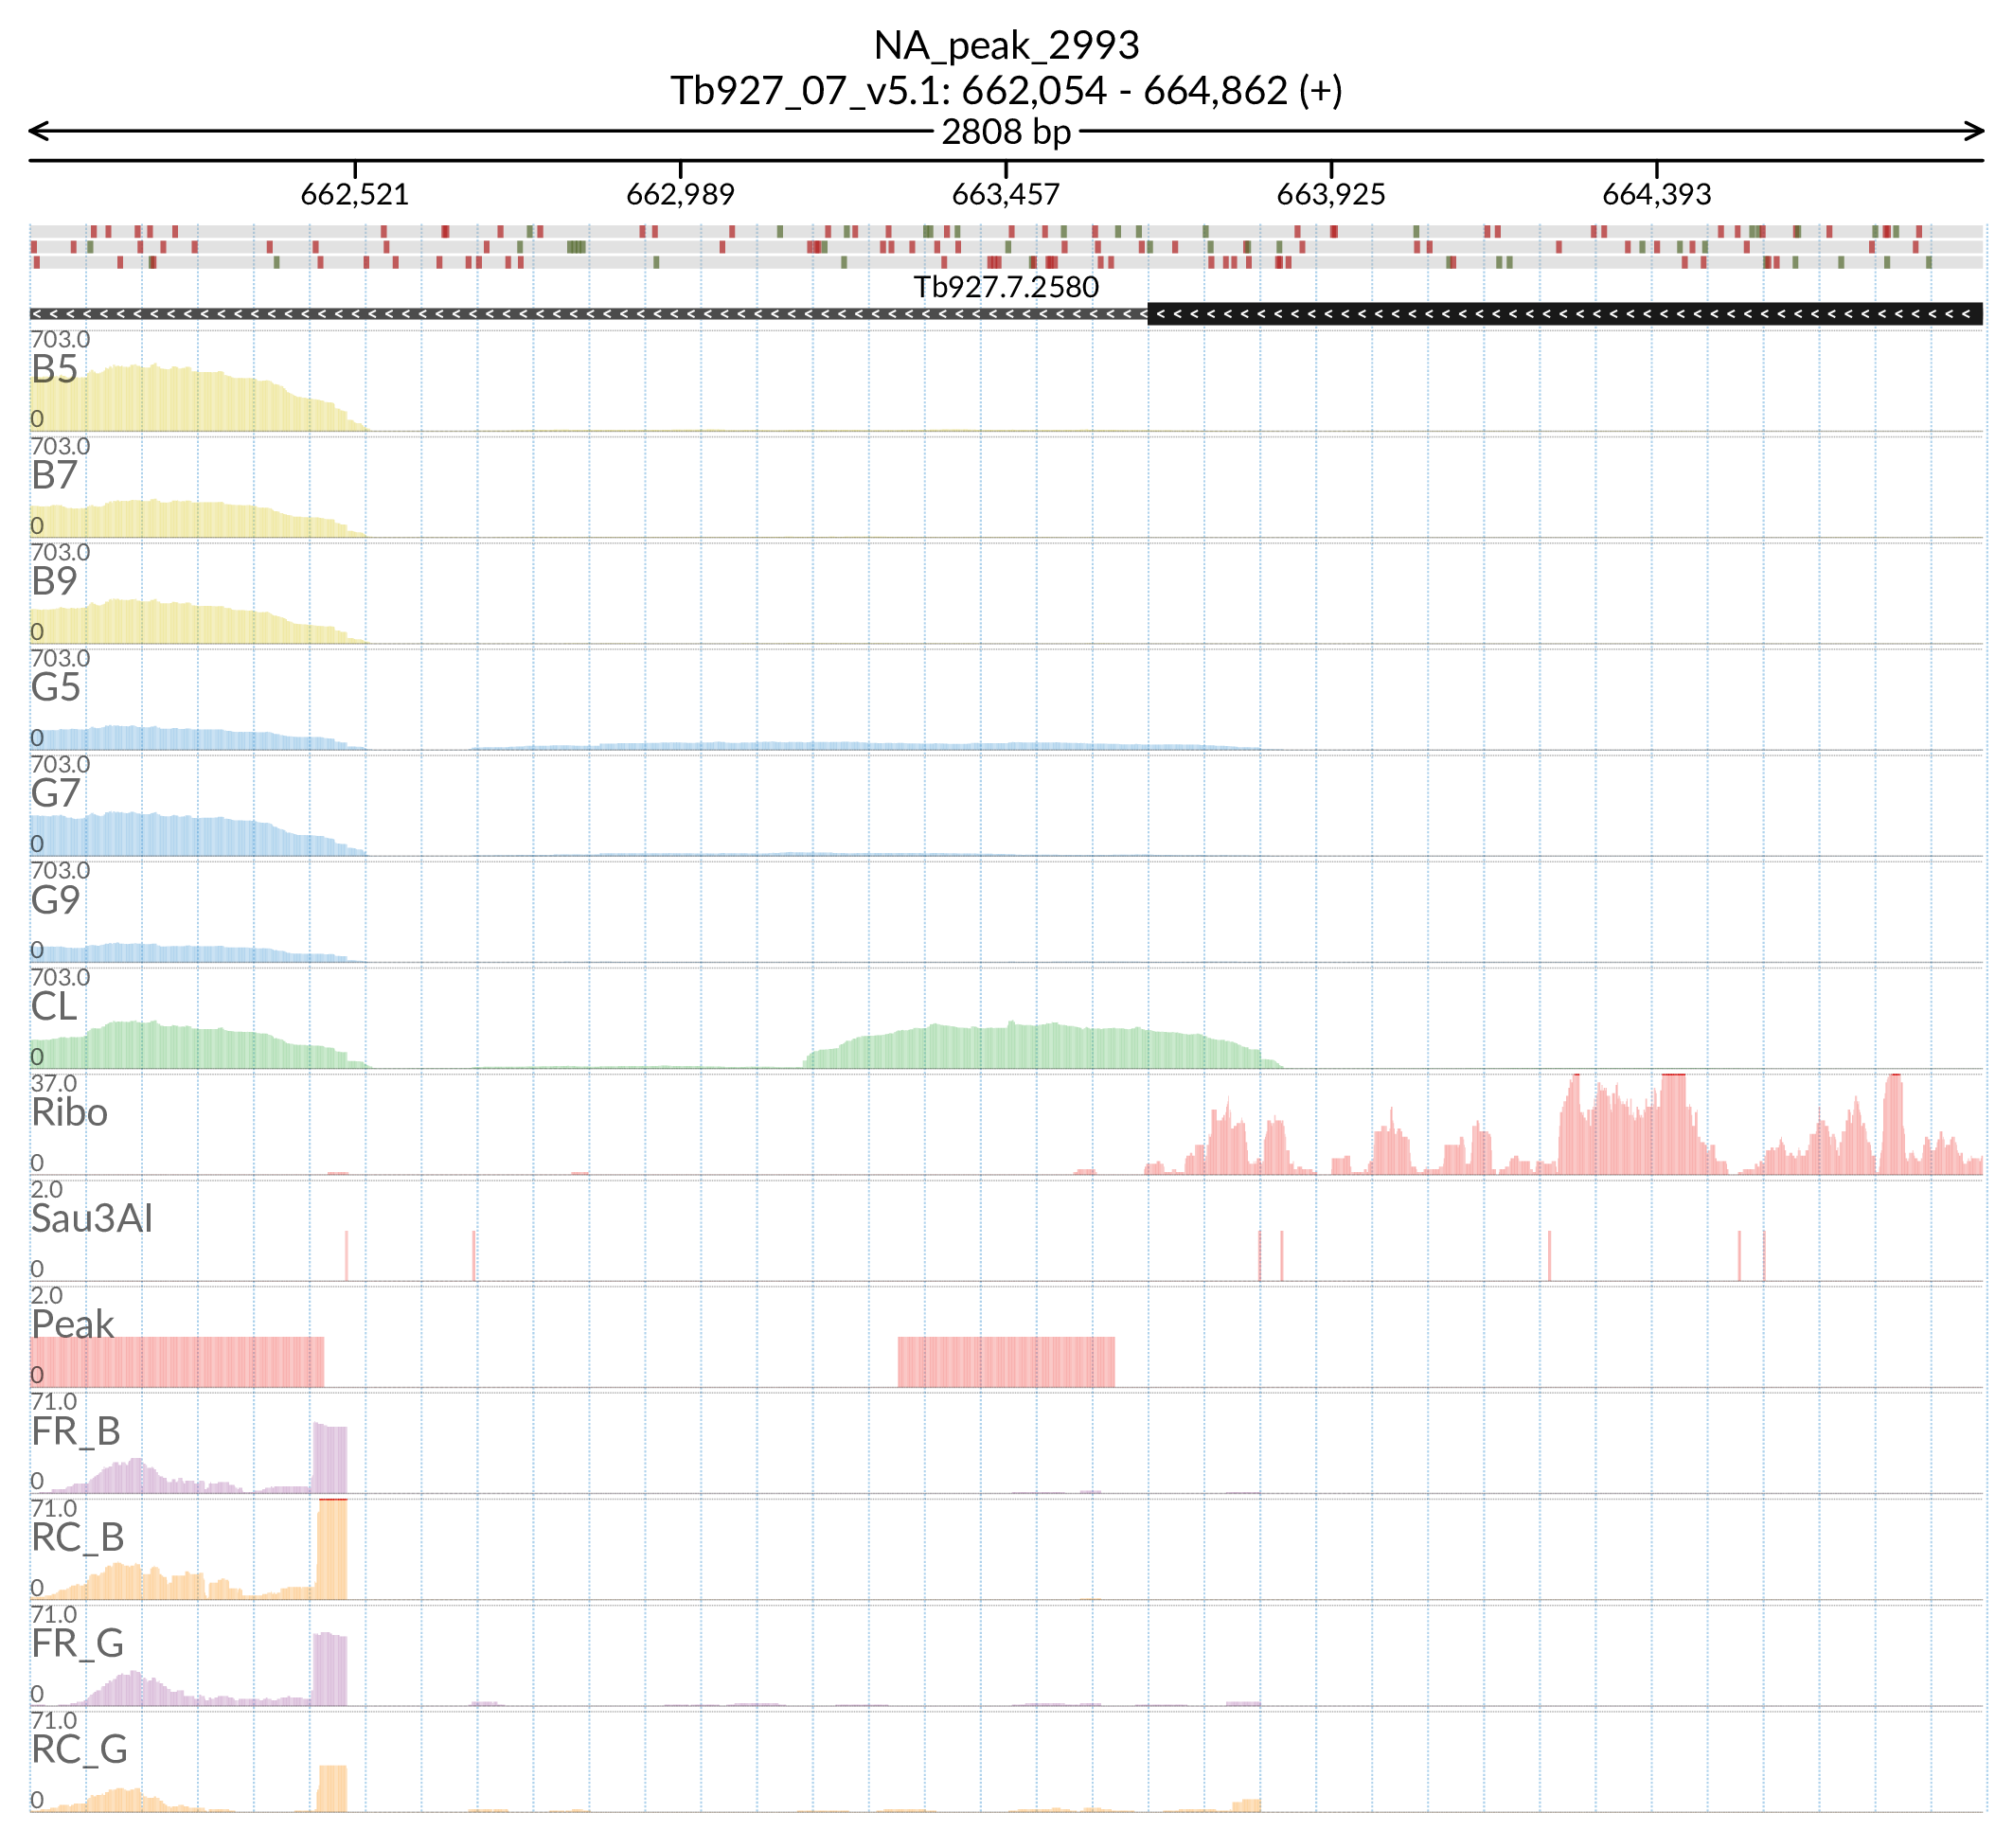 NA_peak_2993
Tb927_07_v5.1: 662,054 - 664,862 (+)
2808 bp
662,521 662,989 663,457 663,925 664,393
Tb927.7.2580
703.0
B5
0
703.0
B7
0
703.0
B9
0
703.0
G5
0
703.0
G7
0
703.0
G9
0
703.0
CL
0
37.0
Ribo
0
2.0
Sau3AI
0
2.0
Peak
0
71.0
FR_B
0
71.0
RC_B
0
71.0
FR_G
0
71.0
RC_G
0